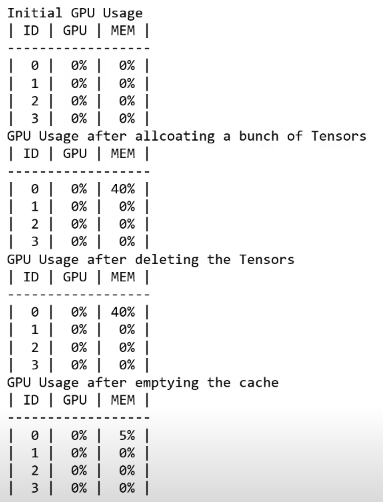 Initial GPU Usage
| ID | GPU | MEM |
------------------
|  0 |  0% |  0% |
|  1 |  0% |  0% |
|  2 |  0% |  0% |
|  3 |  0% |  0% |
GPU Usage after allcoating a bunch of Tensors
| ID | GPU | MEM |
------------------
|  0 |  0% | 40% |
|  1 |  0% |  0% |
|  2 |  0% |  0% |
|  3 |  0% |  0% |
GPU Usage after deleting the Tensors
| ID | GPU | MEM |
------------------
|  0 |  0% | 40% |
|  1 |  0% |  0% |
|  2 |  0% |  0% |
|  3 |  0% |  0% |
GPU Usage after emptying the cache
| ID | GPU | MEM |
------------------
|  0 |  0% |  5% |
|  1 |  0% |  0% |
|  2 |  0% |  0% |
|  3 |  0% |  0% |